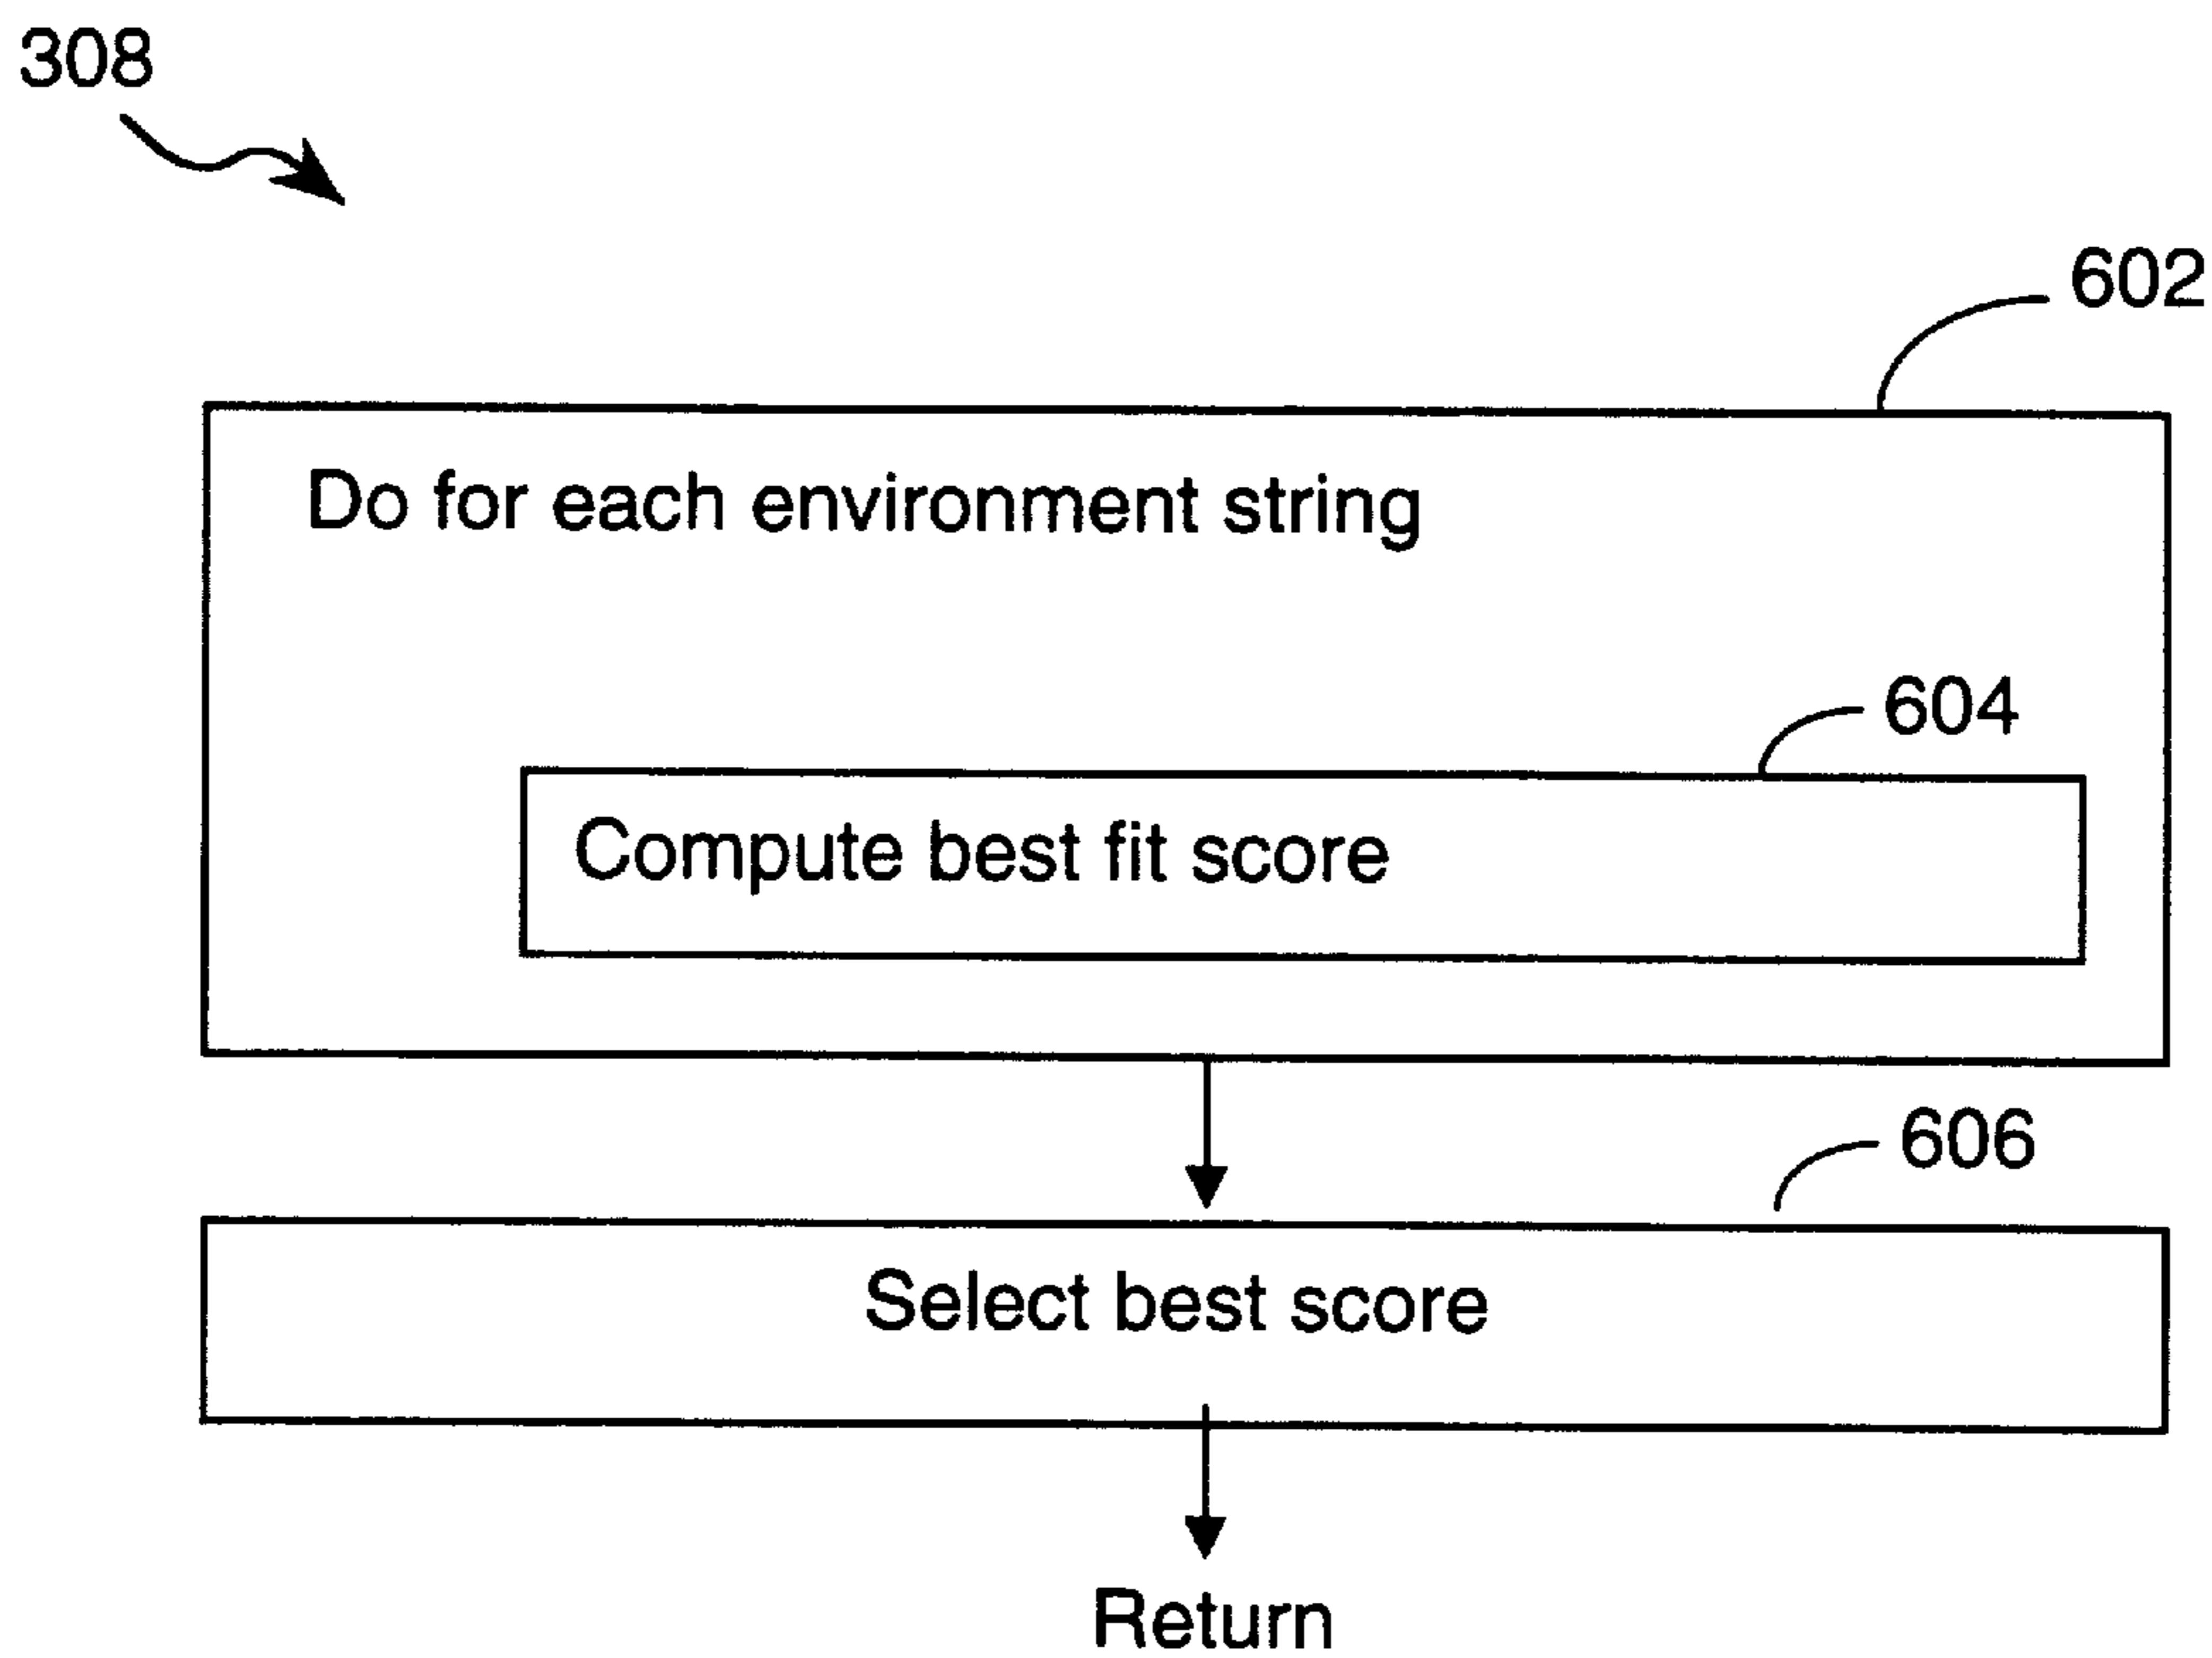 308
602
Do for each environment string
604
Compute best fit score
606
Select best score
Return